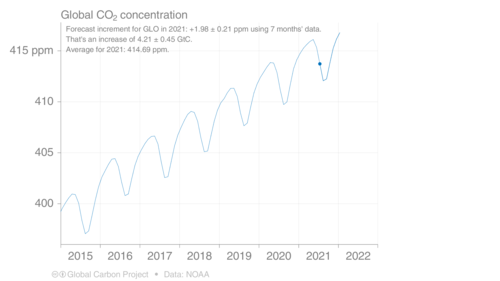 Global CO₂ concentration
Forecast increment for GLO in 2021: +1.98 ± 0.21 ppm using 7 months' data.
That's an increase of 4.21 ± 0.45 GtC.
Average for 2021: 414.69 ppm.
415 ppm
410
405
400
2015 2016 2017 2018 2019 2020 2021 2022
Global Carbon Project • Data: NOAA